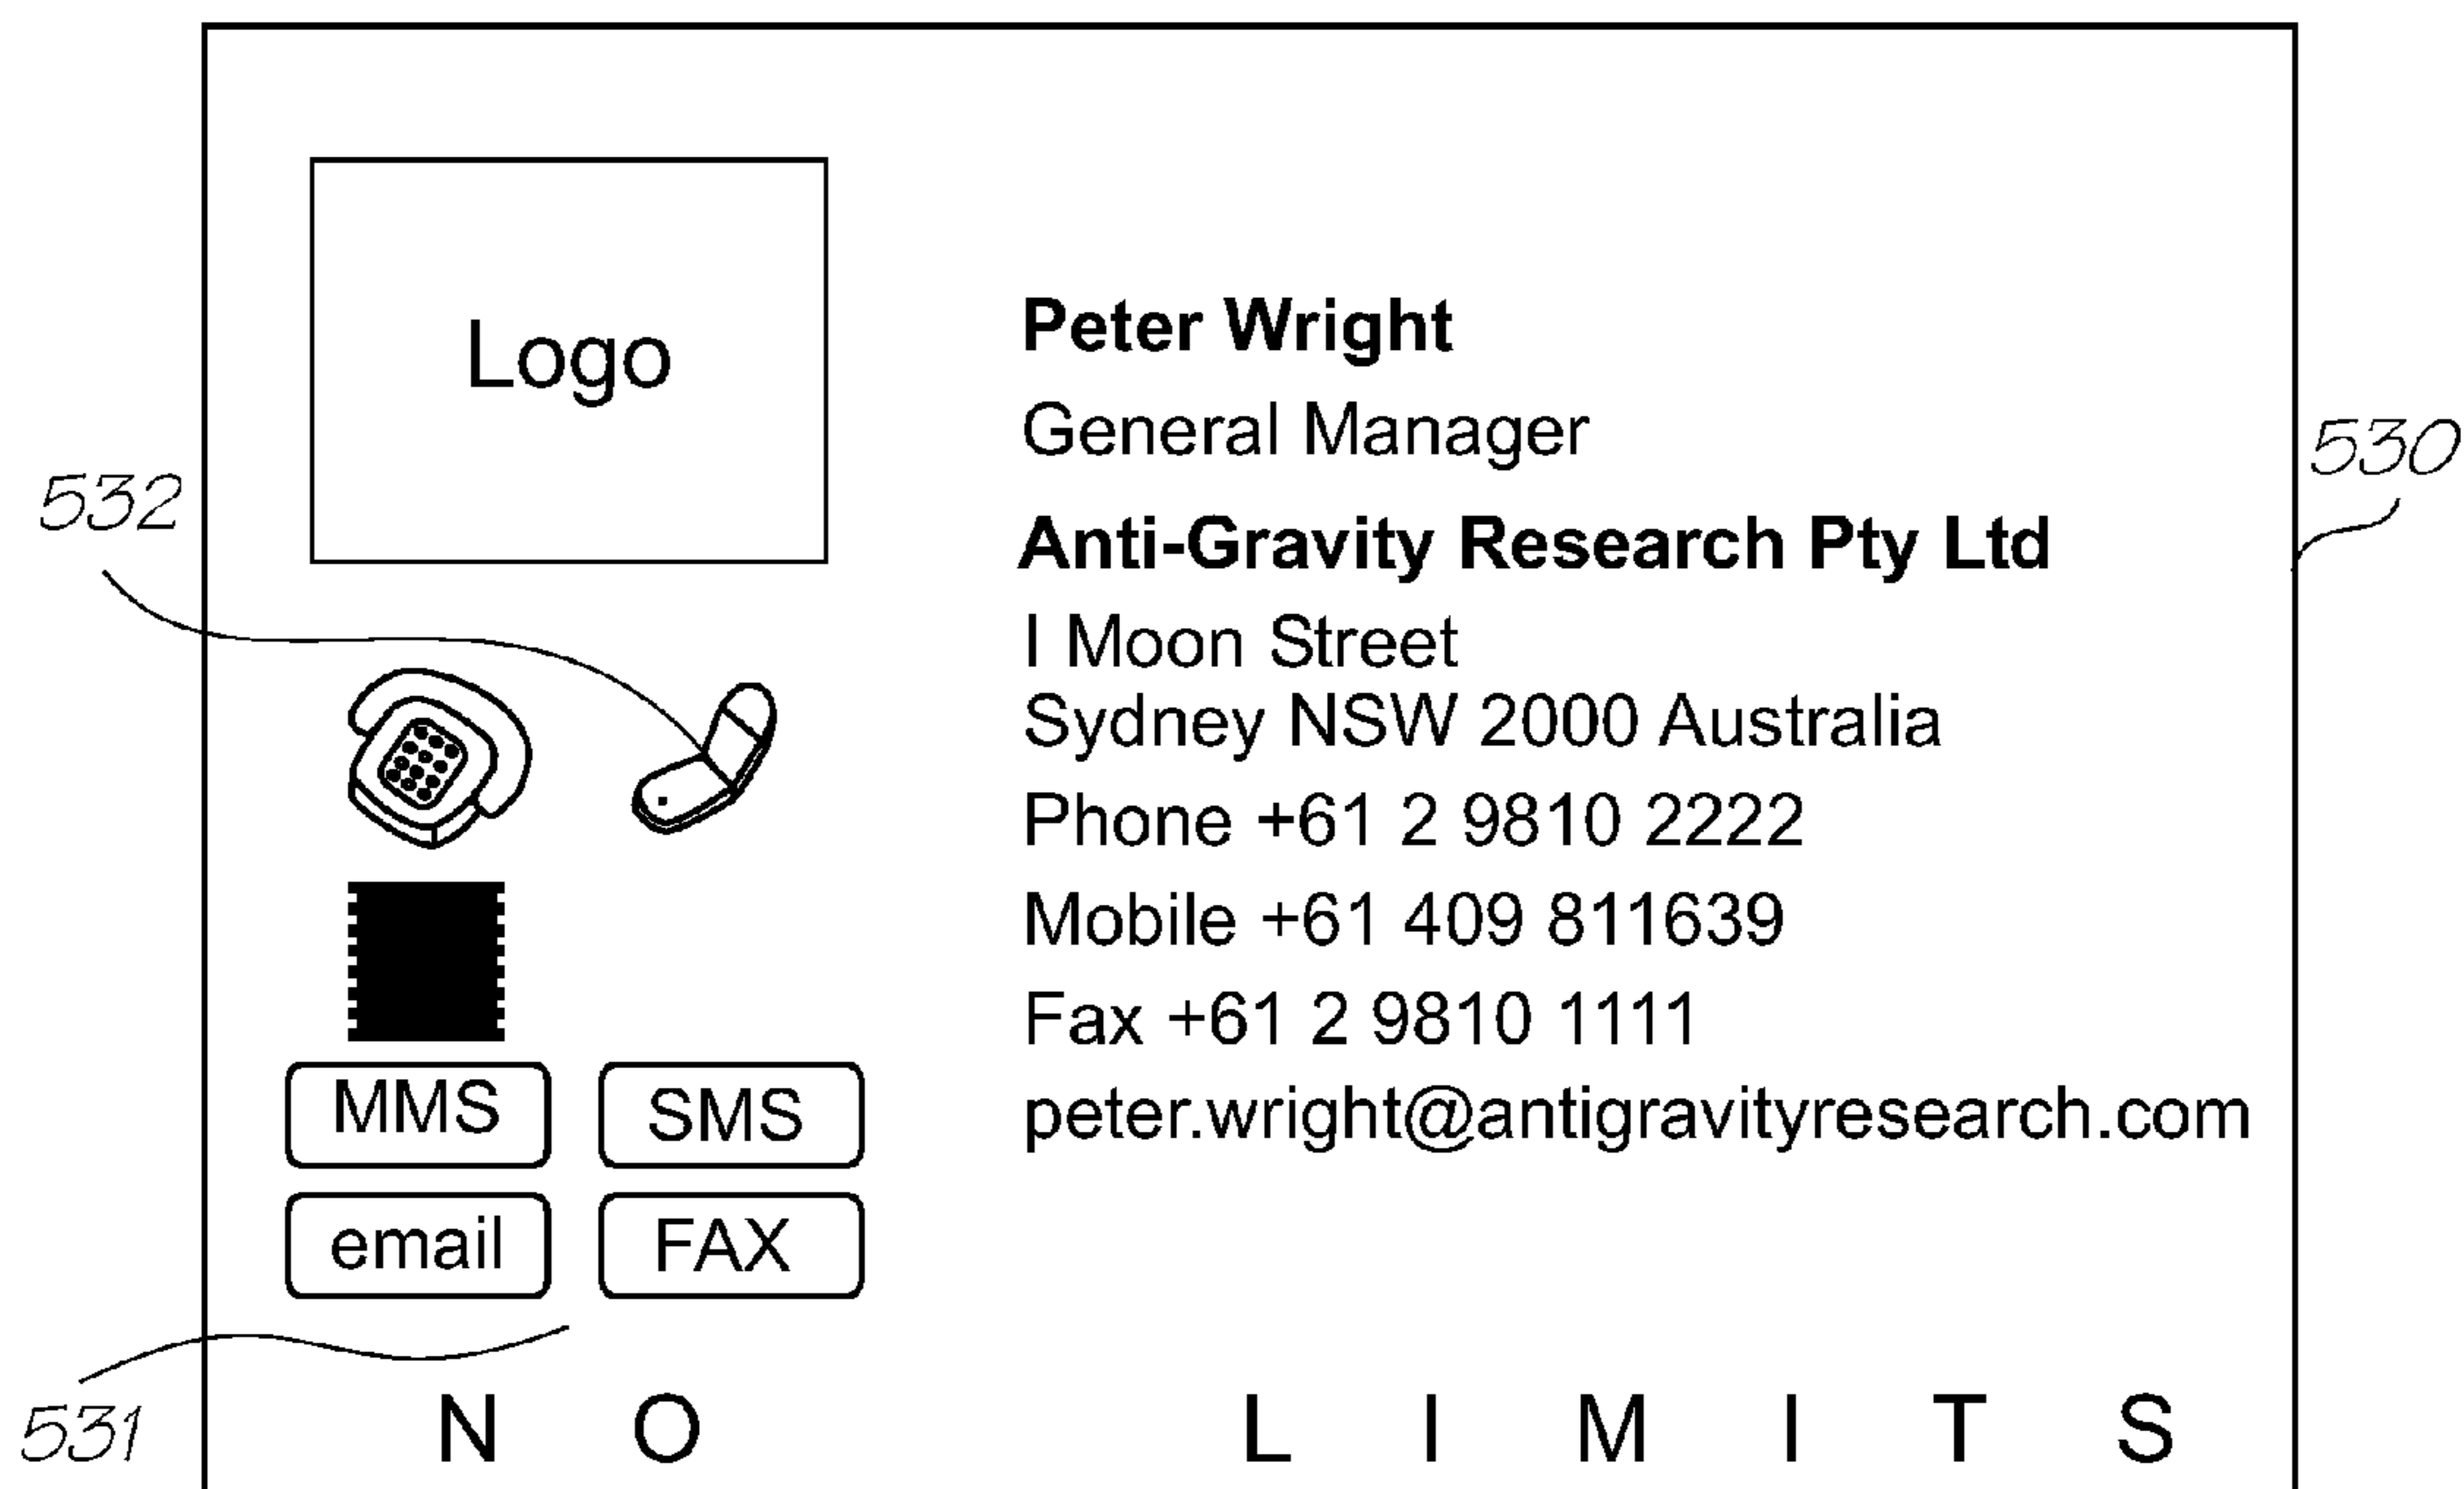 Logo
532
Peter Wright
General Manager
Anti-Gravity Research Pty Ltd
I Moon Street
Sydney NSW 2000 Australia
Phone +61 2 9810 2222
Mobile +61 409 811639
Fax +61 2 9810 1111
peter.wright@antigravityresearch.com
530
MMS SMS
email FAX
531
NO LIMITS